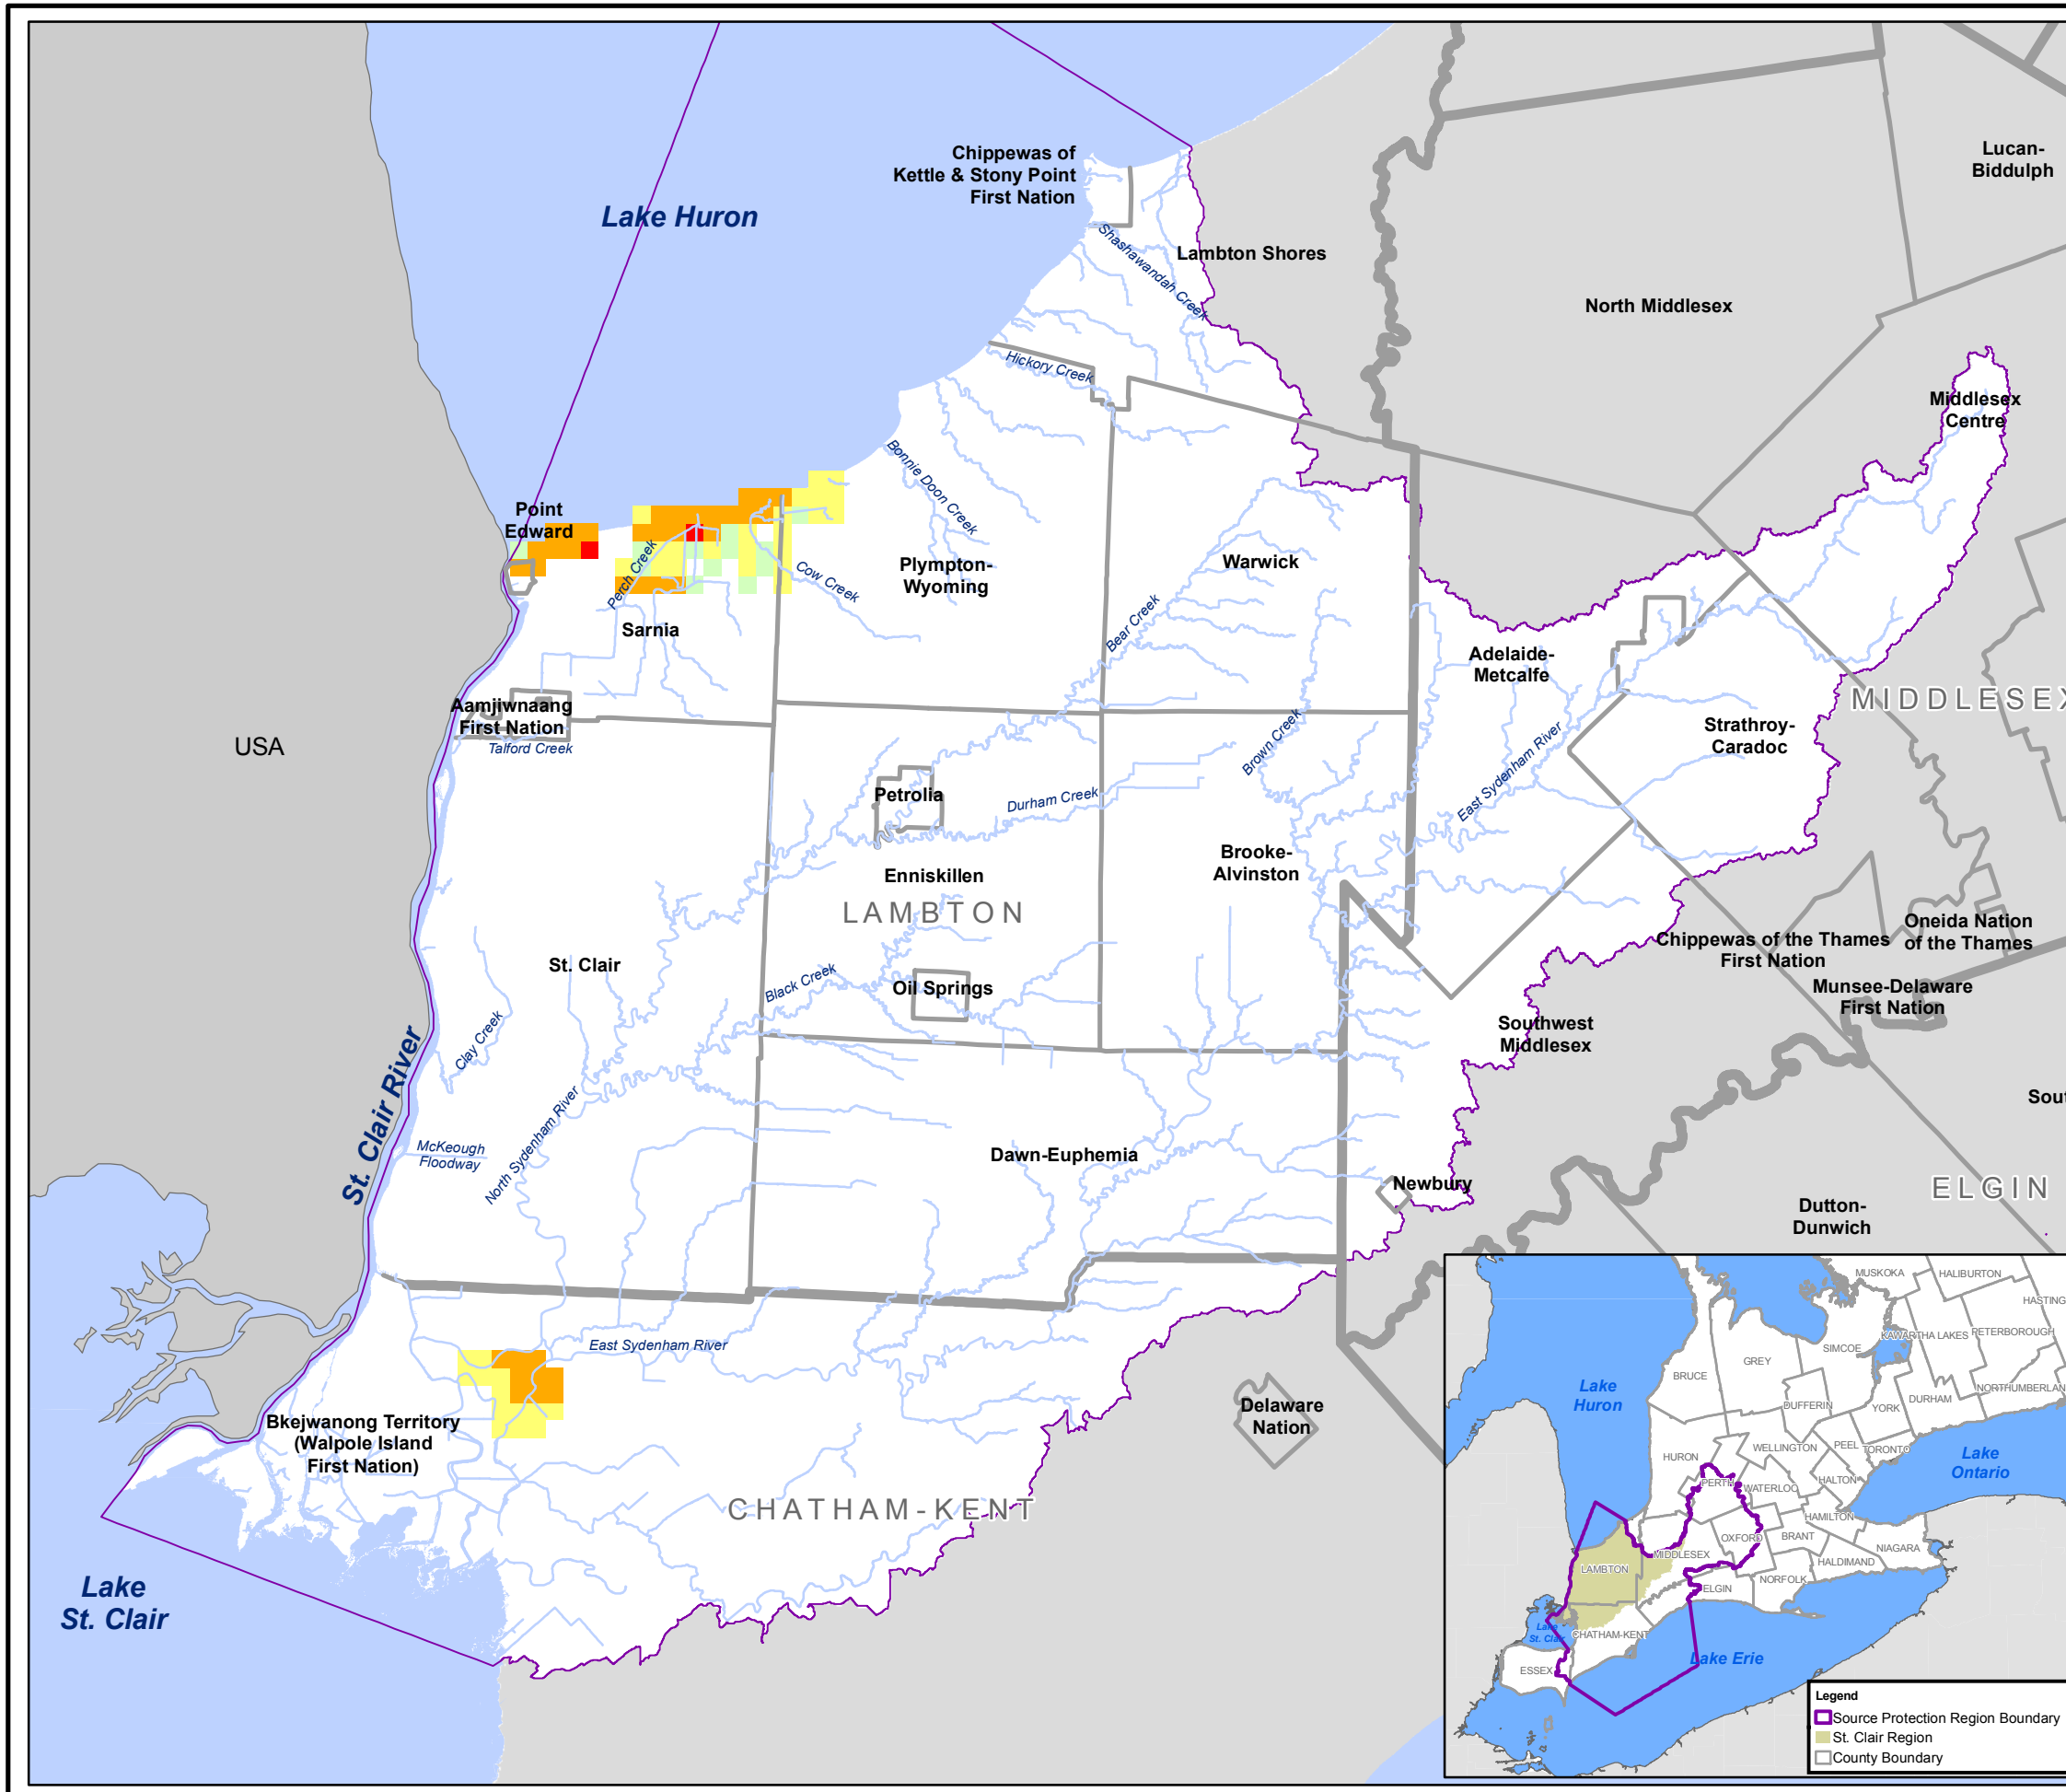 Lake Huron
Chippewas of
Kettle & Stony Point
First Nation
Shashawandah Creek
Lambton Shores
North Middlesex
Lucan-
Biddulph
Hickory Creek
Middlesex
Centre
Bonnie Doon Creek
Point
Edward
Perch Creek
Cow Creek
Plympton-
Wyoming
Warwick
Bear Creek
Sarnia
Adelaide-
Metcalfe
MIDDLESEX
Aamjiwnaang
First Nation
Talford Creek
USA
Strathroy-
Caradoc
Brown Creek
East Sydenham River
Petrolia
Durham Creek
Brooke-
Alvinston
Enniskillen
LAMBTON
Oneida Nation
of the Thames
Chippewas of the Thames
First Nation
St. Clair
Black Creek
Oil Springs
Munsee-Delaware
First Nation
Southwest
Middlesex
Clay Creek
St. Clair River
North Sydenham River
Sout
McKeough
Floodway
Dawn-Euphemia
Newbury
ELGIN
Dutton-
Dunwich
East Sydenham River
Bkejwanong Territory
(Walpole Island
First Nation)
Delaware
Nation
CHATHAM-KENT
Lake
St. Clair
MUSKOKA
HALIBURTON
HASTING
KAWARTHA LAKES
PETERBOROUGH
SIMCOE
GREY
BRUCE
Lake
Huron
NORTHUMBERLAN
DURHAM
DUFFERIN
YORK
WELLINGTON
PEEL
TORONTO
HURON
Lake
Ontario
HALTON
PERTH
WATERLOO
HAMILTON
OXFORD
BRANT
NIAGARA
MIDDLESEX
HALDIMAND
LAMBTON
NORFOLK
ELGIN
Lake
St. Clair
CHATHAM-KENT
Lake Erie
ESSEX
Legend
Source Protection Region Boundary
St. Clair Region
County Boundary